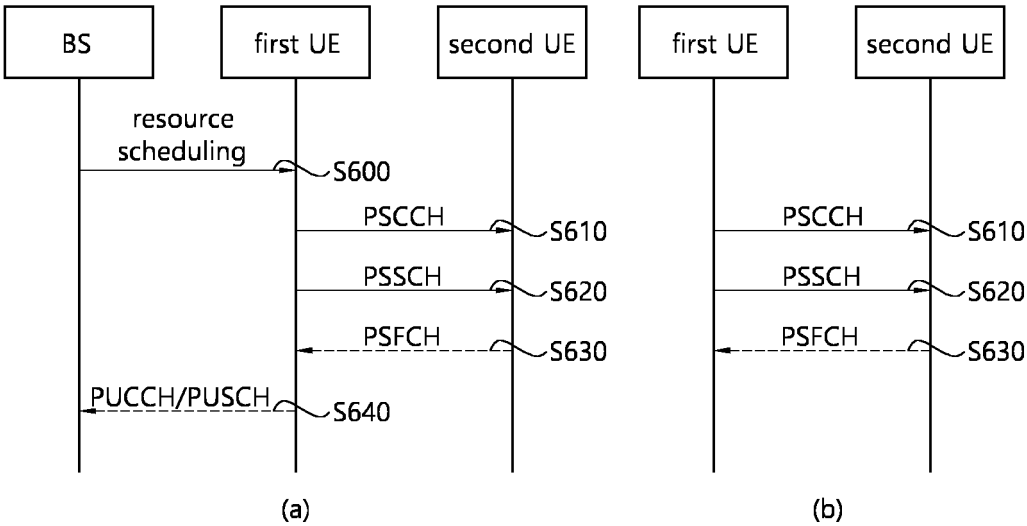 BS
first UE
second UE
first UE
second UE
resource
scheduling
S600
PSCCH
S610
PSCCH
S610
PSSCH
S620
PSSCH
S620
PSFCH
S630
PSFCH
S630
PUCCH/PUSCH
S640
(a)
(b)